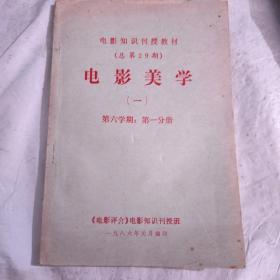 电影知识刊授教材
(总第29期)
电影美学
(一)
第六学期:第一分册
《电影评介》电影知识刊授班
一九八六年元月编印